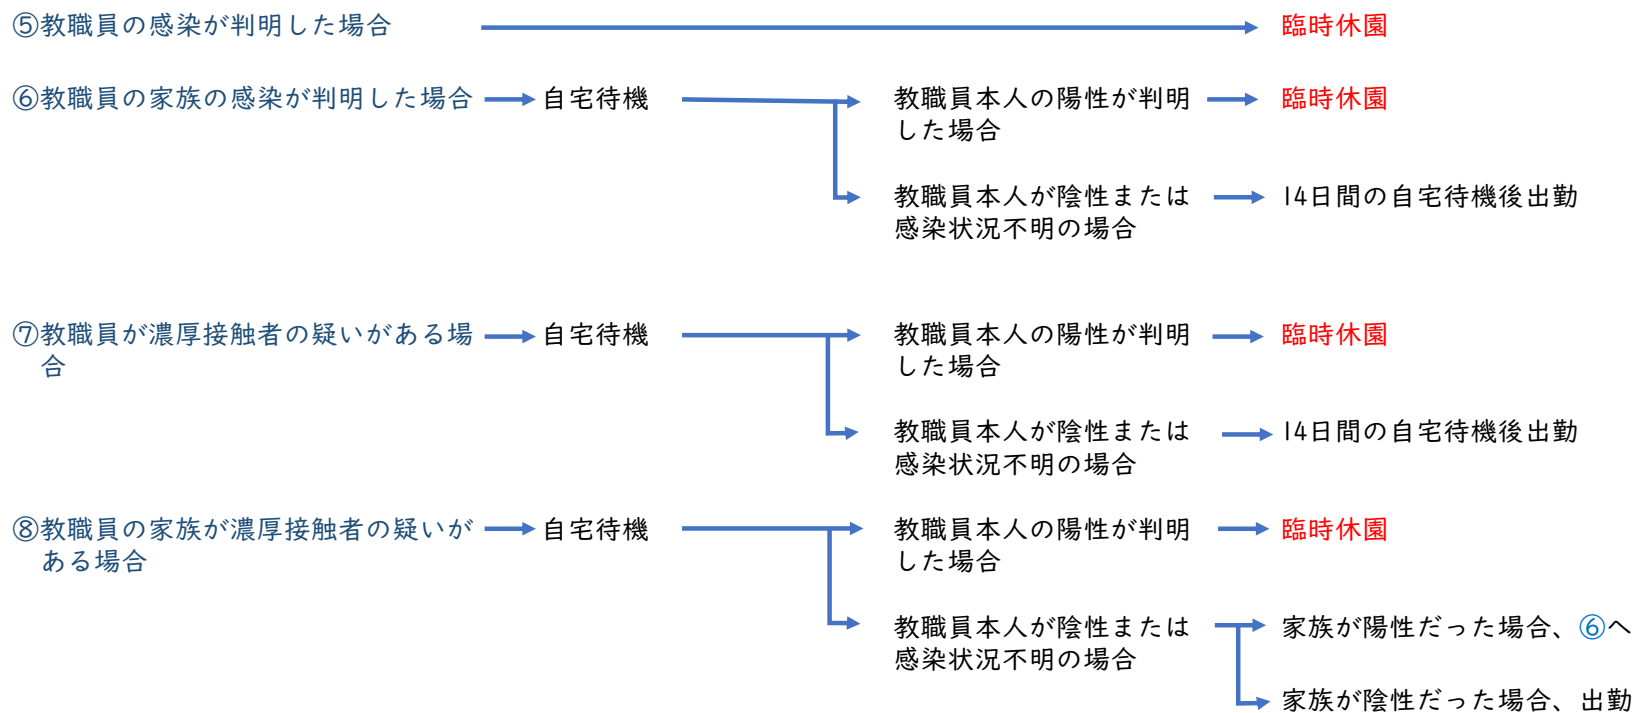 ⑤教職員の感染が判明した場合
臨時休園
⑥教職員の家族の感染が判明した場合
自宅待機
教職員本人の陽性が判明
した場合
臨時休園
教職員本人が陰性または
感染状況不明の場合
14日間の自宅待機後出勤
⑦教職員が濃厚接触者の疑いがある場
合
自宅待機
教職員本人の陽性が判明
した場合
臨時休園
教職員本人が陰性または
感染状況不明の場合
14日間の自宅待機後出勤
⑧教職員の家族が濃厚接触者の疑いが
ある場合
自宅待機
教職員本人の陽性が判明
した場合
臨時休園
教職員本人が陰性または
感染状況不明の場合
家族が陽性だった場合、⑥へ
家族が陰性だった場合、出勤